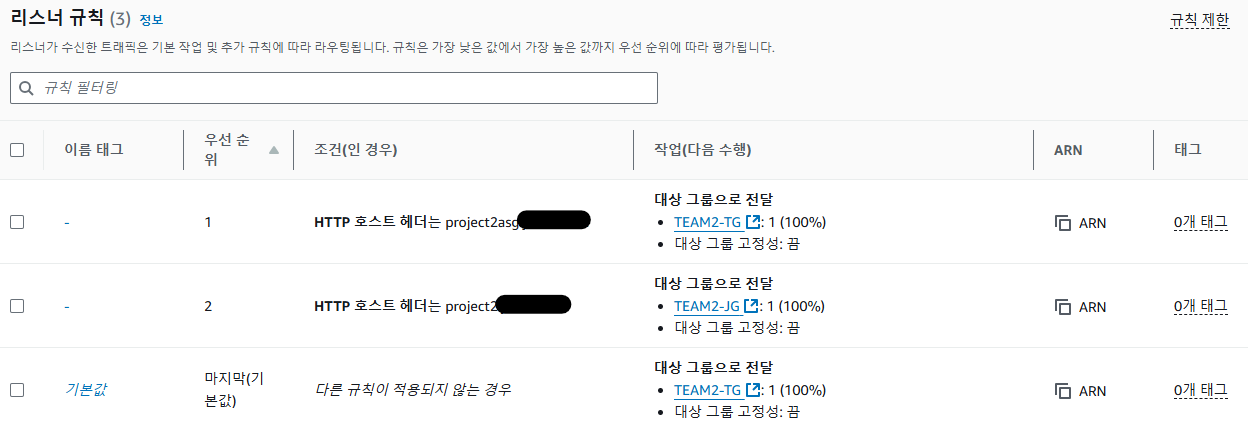 리스너 규칙 (3) 정보
규칙 제한
리스너가 수신한 트래픽은 기본 작업 및 추가 규칙에 따라 라우팅됩니다. 규칙은 가장 낮은 값에서 가장 높은 값까지 우선 순위에 따라 평가됩니다.
규칙 필터링
이름 태그
우선 순
위
조건(인 경우)
작업(다음 수행)
ARN
태그
-
1
HTTP 호스트 헤더는 project2asg
대상 그룹으로 전달
• TEAM2-TG : 1 (100%)
• 대상 그룹 고정성: 끔
ARN
0개 태그
-
2
HTTP 호스트 헤더는 project2
대상 그룹으로 전달
• TEAM2-JG : 1 (100%)
• 대상 그룹 고정성: 끔
ARN
0개 태그
기본값
마지막(기
본값)
다른 규칙이 적용되지 않는 경우
대상 그룹으로 전달
• TEAM2-TG : 1 (100%)
• 대상 그룹 고정성: 끔
ARN
0개 태그